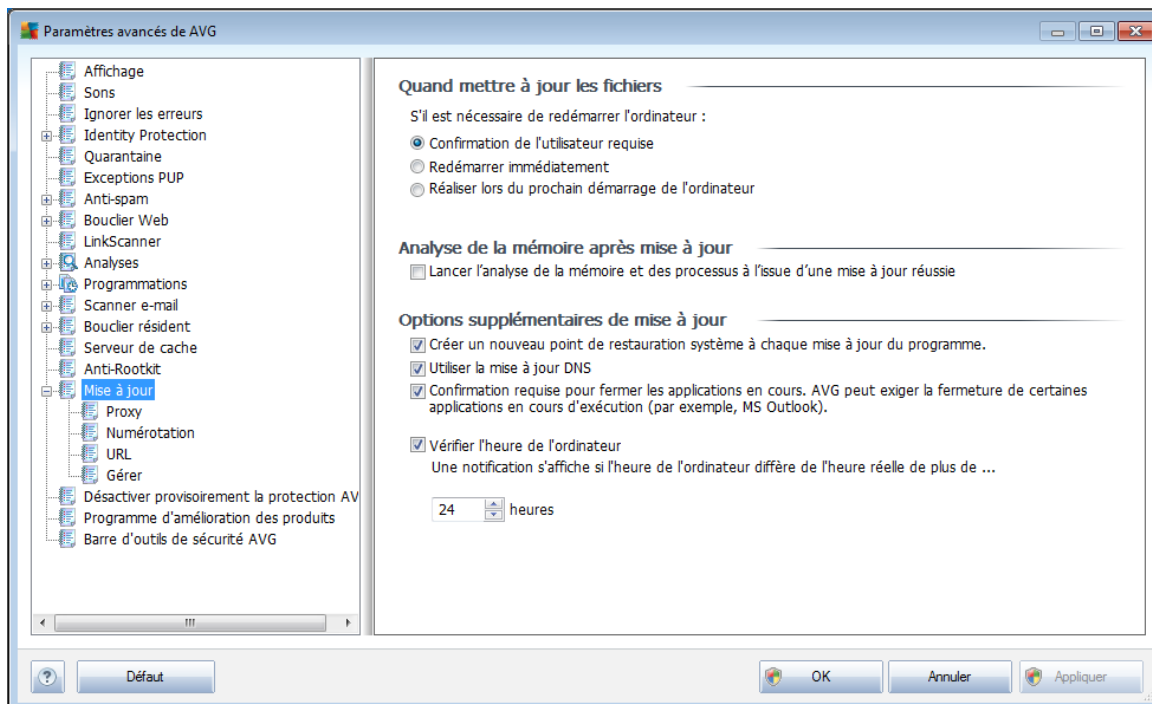 Paramètres avancés de AVG
Affichage
Sons
Ignorer les erreurs
Identity Protection
Quarantaine
Exceptions PUP
Anti-spam
Bouclier Web
LinkScanner
Analyses
Programmations
Scanner e-mail
Bouclier résident
Serveur de cache
Anti-Rootkit
Mise à jour
Proxy
Numérotation
URL
Gérer
Désactiver provisoirement la protection AV
Programme d'amélioration des produits
Barre d'outils de sécurité AVG
Quand mettre à jour les fichiers
S'il est nécessaire de redémarrer l'ordinateur :
Confirmation de l'utilisateur requise
Redémarrer immédiatement
Réaliser lors du prochain démarrage de l'ordinateur
Analyse de la mémoire après mise à jour
Lancer l’analyse de la mémoire et des processus à l’issue d’une mise à jour réussie
Options supplémentaires de mise à jour
Créer un nouveau point de restauration système à chaque mise à jour du programme.
Utiliser la mise à jour DNS
Confirmation requise pour fermer les applications en cours. AVG peut exiger la fermeture de certaines
applications en cours d'exécution (par exemple, MS Outlook).
Vérifier l'heure de l'ordinateur
Une notification s'affiche si l'heure de l'ordinateur diffère de l'heure réelle de plus de ...
24 heures
? Défaut OK Annuler Appliquer